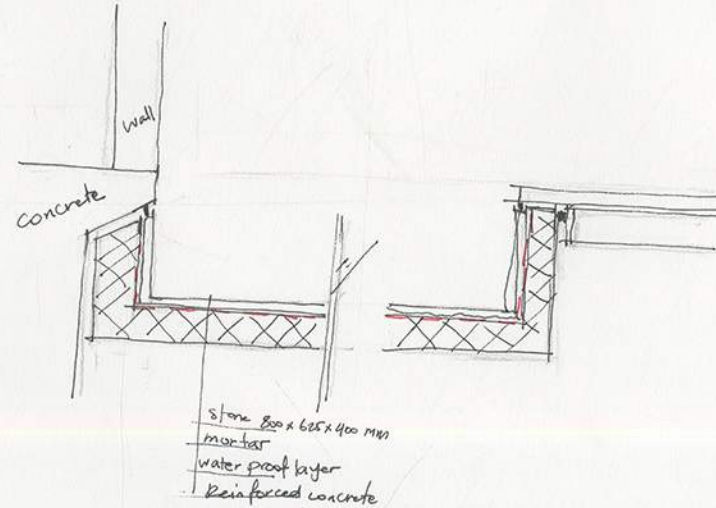 wall
concrete
stone 800 x 625 x 400 mm
mortar
water proof layer
Reinforced concrete